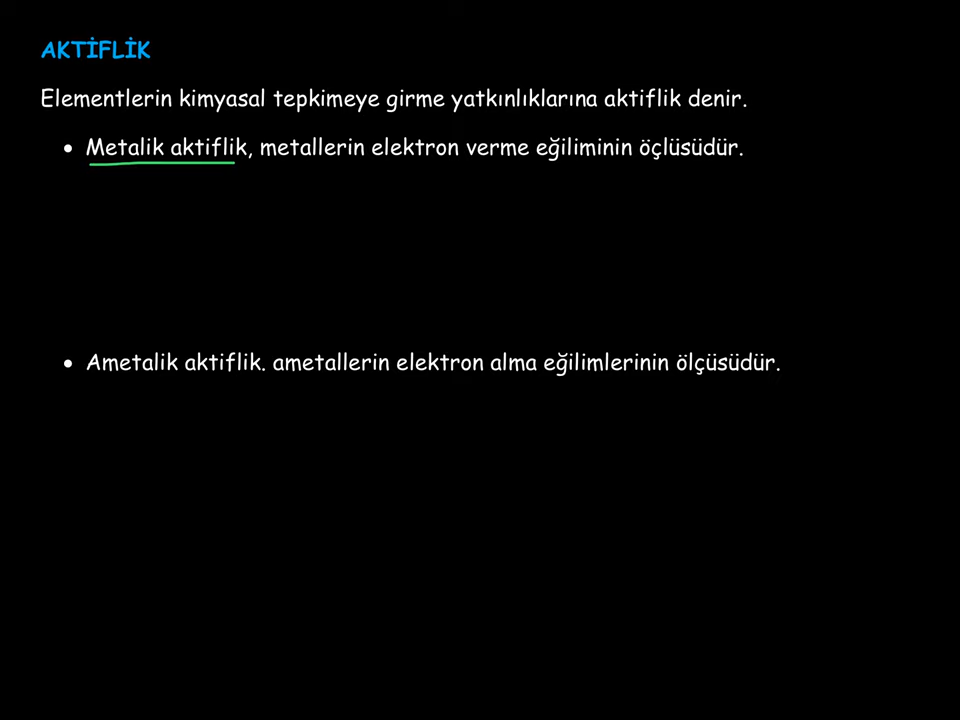 AKTİFLİK
Elementlerin kimyasal tepkimeye girme yatkınlıklarına aktiflik denir.
• Metalik aktiflik, metallerin elektron verme eğiliminin öçlüsüdür.
• Ametalik aktiflik. ametallerin elektron alma eğilimlerinin ölçüsüdür.